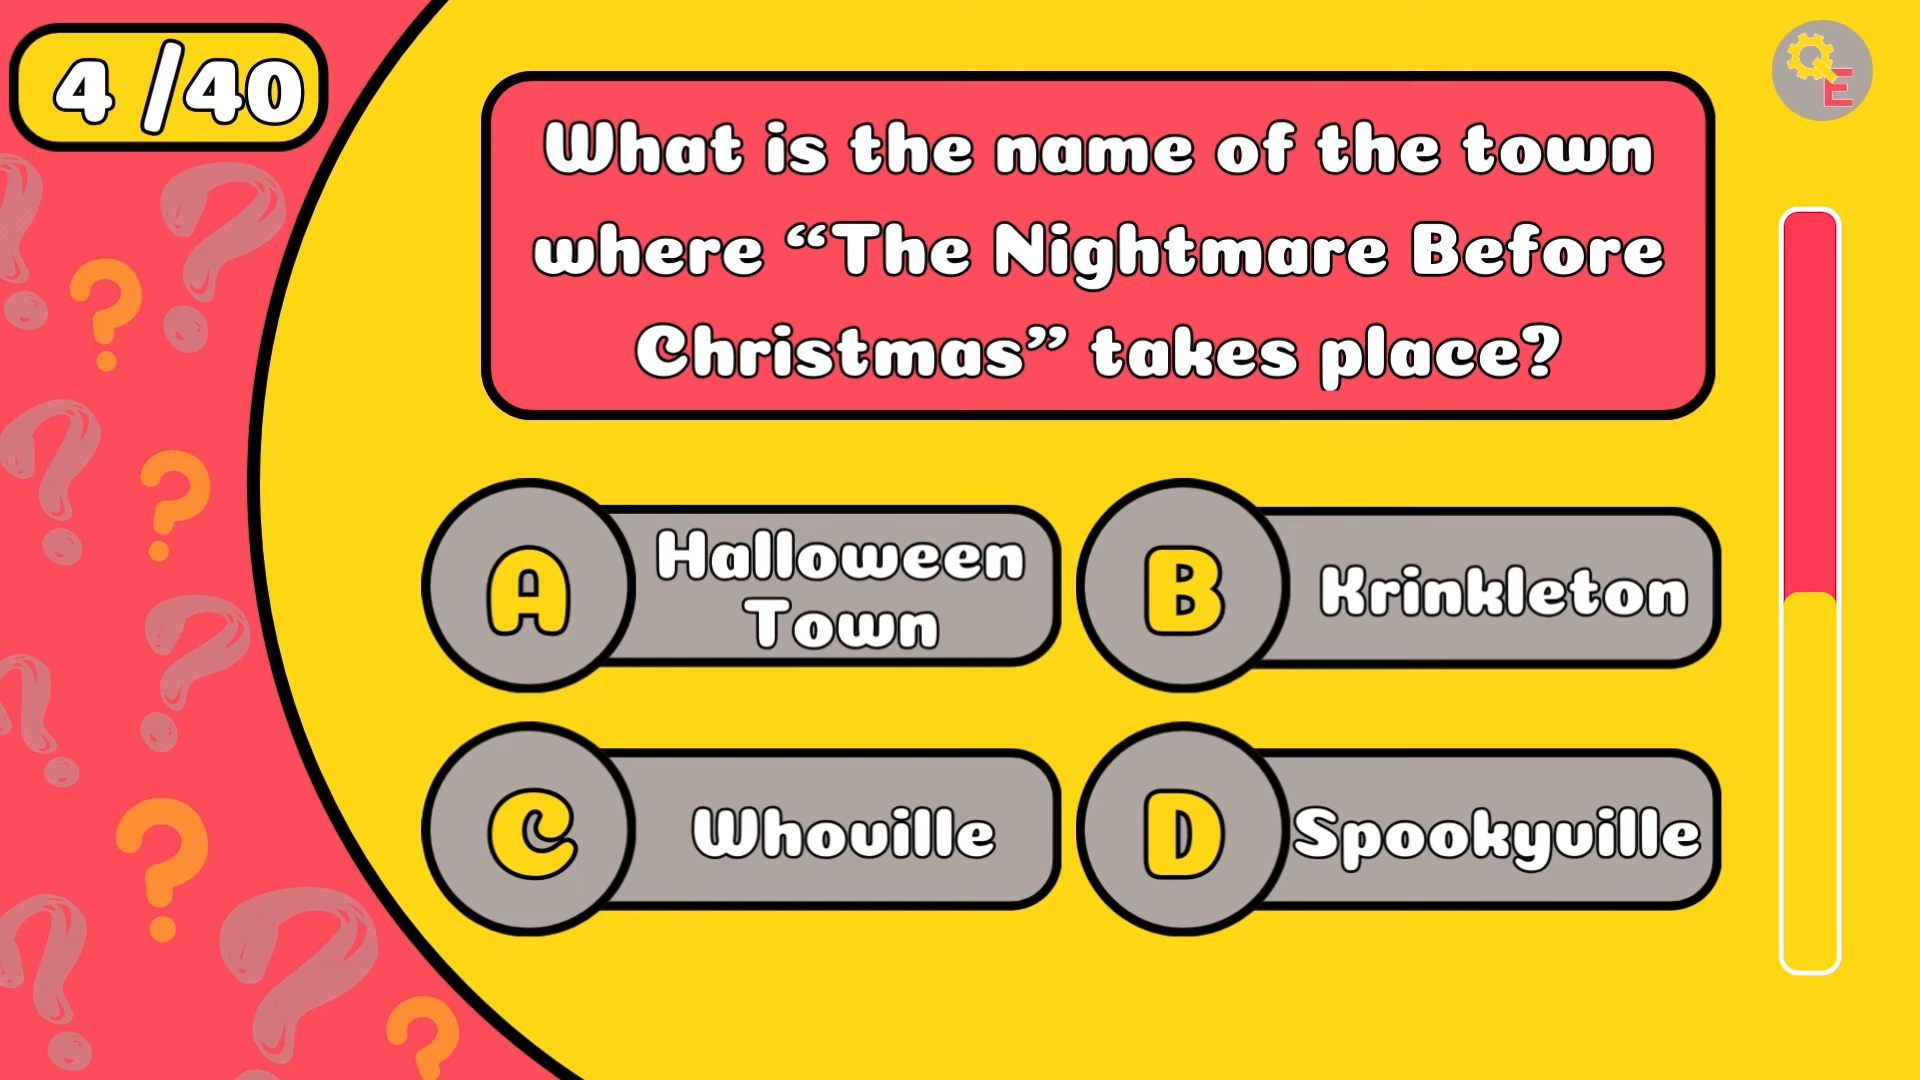 4 /40
QE
What is the name of the town
where “The Nightmare Before
Christmas” takes place?
A
Halloween
Town
B
Krinkleton
C
Whoville
D
Spookyville